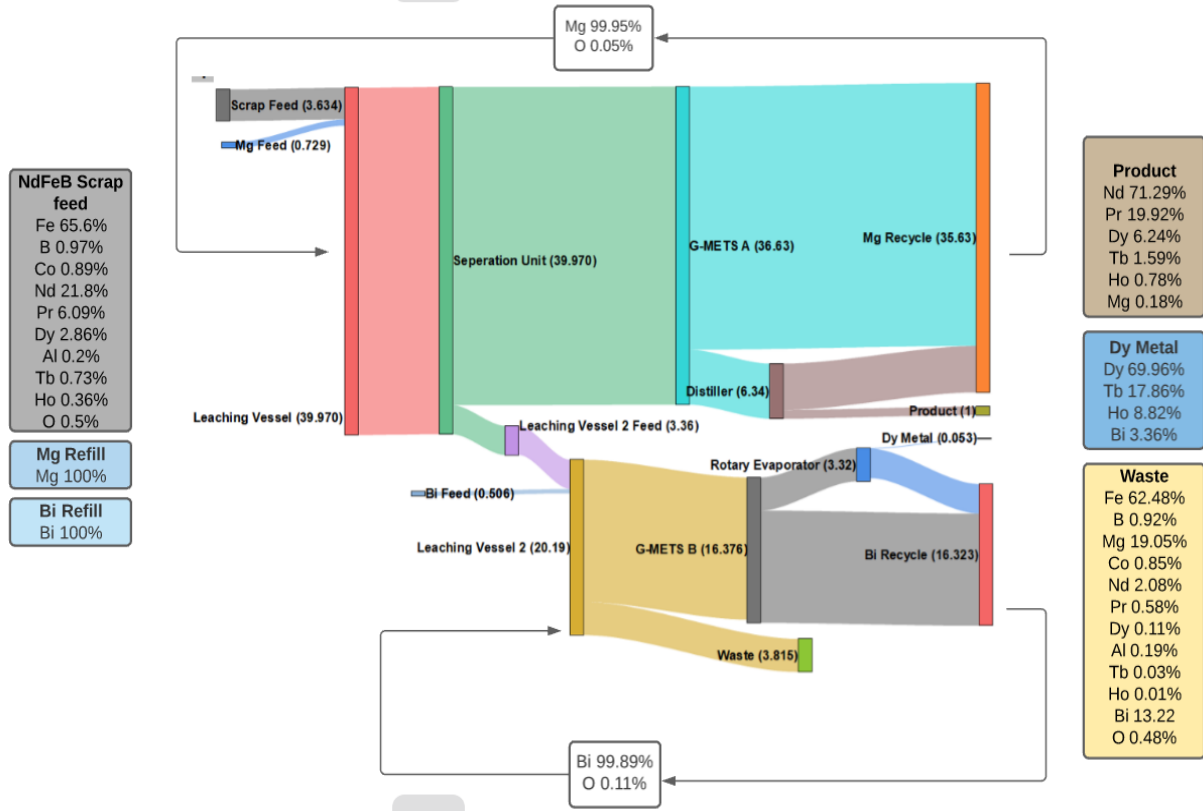 Mg 99.95%
O 0.05%
Scrap Feed (3.634)
Mg Feed (0.729)
NdFeB Scrap
feed
Fe 65.6%
B 0.97%
Co 0.89%
Nd 21.8%
Pr 6.09%
Dy 2.86%
Al 0.2%
Tb 0.73%
Ho 0.36%
O 0.5%
Mg Refill
Mg 100%
Bi Refill
Bi 100%
Leaching Vessel (39.970)
Seperation Unit (39.970)
G-METS A (36.63)
Mg Recycle (35.63)
Distiller (6.34)
Product (1)
Leaching Vessel 2 Feed (3.36)
Dy Metal (0.053)
Rotary Evaporator (3.32)
Bi Feed (0.506)
Leaching Vessel 2 (20.19)
G-METS B (16.376)
Bi Recycle (16.323)
Waste (3.815)
Product
Nd 71.29%
Pr 19.92%
Dy 6.24%
Tb 1.59%
Ho 0.78%
Mg 0.18%
Dy Metal
Dy 69.96%
Tb 17.86%
Ho 8.82%
Bi 3.36%
Waste
Fe 62.48%
B 0.92%
Mg 19.05%
Co 0.85%
Nd 2.08%
Pr 0.58%
Dy 0.11%
Al 0.19%
Tb 0.03%
Ho 0.01%
Bi 13.22
O 0.48%
Bi 99.89%
O 0.11%